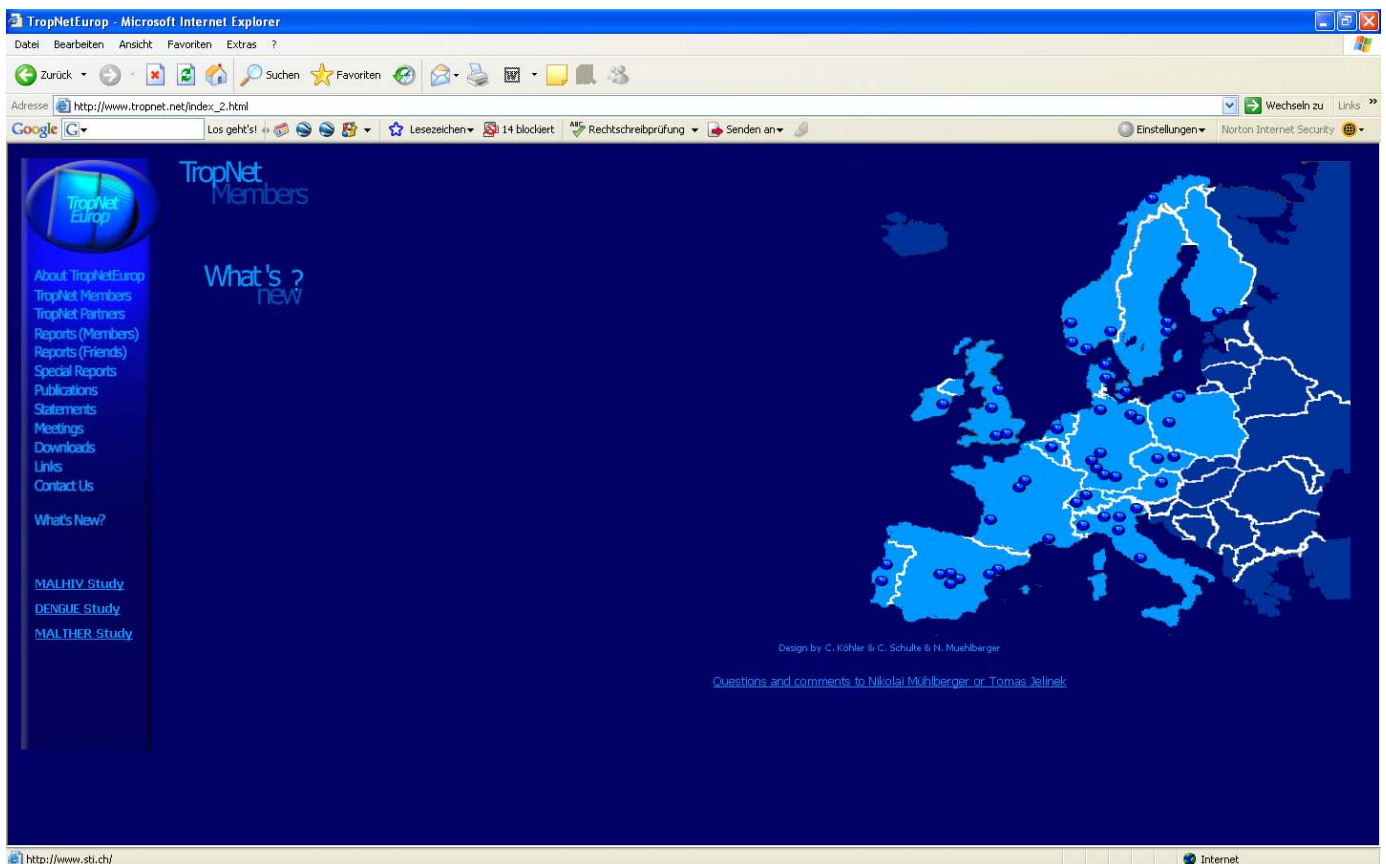 TropNetEurop - Microsoft Internet Explorer
Datei Bearbeiten Ansicht Favoriten Extras ?
Zurück Suchen Favoriten
Adresse http://www.tropnet.net/index_2.html Wechseln zu Links »
Google G Los geht's! Lesezeichen 14 blockiert ABC Rechtschreibprüfung Senden an Einstellungen Norton Internet Security
TropNet
Europ
TropNet
Members
What's ?
new
About TropNetEurop
TropNet Members
TropNet Partners
Reports (Members)
Reports (Friends)
Special Reports
Publications
Statements
Meetings
Downloads
Links
Contact Us
What's New?
MALHIV Study
DENGUE Study
MALTHER Study
Design by C. Köhler & C. Schulte & N. Muehlberger
Questions and comments to Nikolai Mühlberger or Tomas Jelinek
http://www.sti.ch/ Internet